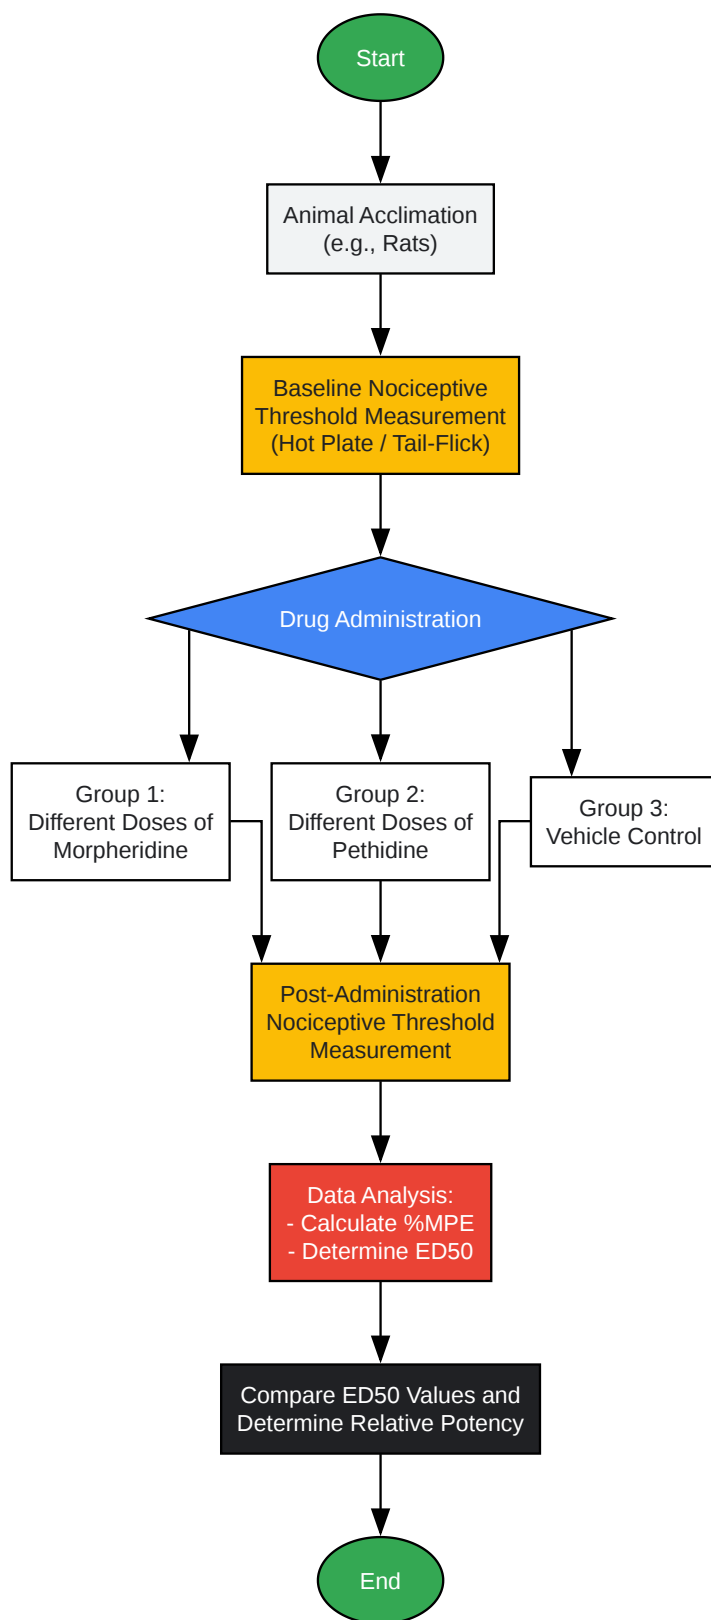 Start
Animal Acclimation
(e.g., Rats)
Baseline Nociceptive
Threshold Measurement
(Hot Plate / Tail-Flick)
Drug Administration
Group 1:
Different Doses of
Morpheridine
Group 2:
Different Doses of
Pethidine
Group 3:
Vehicle Control
Post-Administration
Nociceptive Threshold
Measurement
Data Analysis:
- Calculate %MPE
- Determine ED50
Compare ED50 Values and
Determine Relative Potency
End